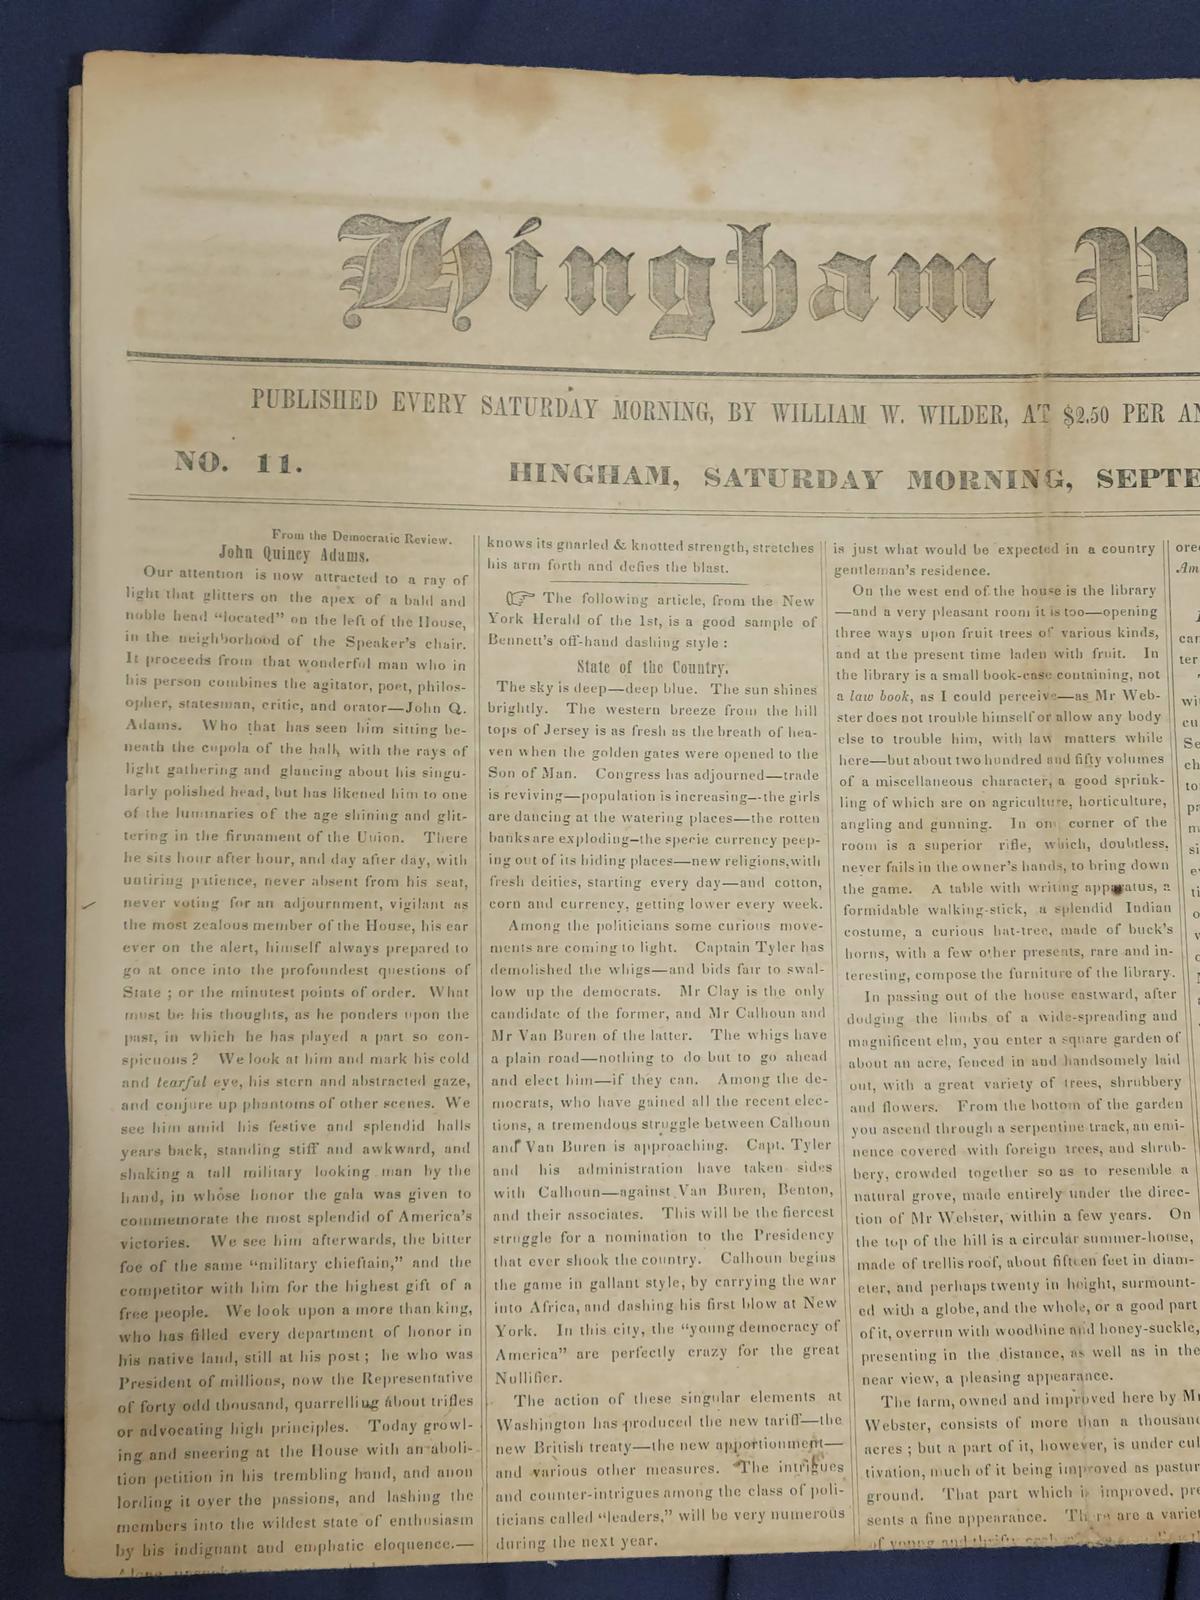 Hingham P
PUBLISHED EVERY SATURDAY MORNING, BY WILLIAM W. WILDER, AT $2.50 PER AN
NO. 11.
HINGHAM, SATURDAY MORNING, SEPTE
From the Democratic Review.
John Quincy Adams.
Our attention is now attracted to a ray of
light that glitters on the apex of a bald and
noble head "located" on the left of the House,
in the neighborhood of the Speaker's chair.
It proceeds from that wonderful man who in
his person combines the agitator, poet, philos-
opher, statesman, critic, and orator—John Q.
Adams. Who that has seen him sitting be-
neath the cupola of the hall, with the rays of
light gathering and glancing about his singu-
larly polished head, but has likened him to one
of the luminaries of the age shining and glit-
tering in the firmament of the Union. There
he sits hour after hour, and day after day, with
untiring patience, never absent from his seat,
never voting for an adjournment, vigilant as
the most zealous member of the House, his ear
ever on the alert, himself always prepared to
go at once into the profoundest questions of
State ; or the minutest points of order. What
must be his thoughts, as he ponders upon the
past, in which he has played a part so con-
spicuous ? We look at him and mark his cold
and tearful eye, his stern and abstracted gaze,
and conjure up phantoms of other scenes. We
see him amid his festive and splendid halls
years back, standing stiff and awkward, and
shaking a tall military looking man by the
hand, in whose honor the gala was given to
commemorate the most splendid of America's
victories. We see him afterwards, the bitter
foe of the same "military chieftain," and the
competitor with him for the highest gift of a
free people. We look upon a more than king,
who has filled every department of honor in
his native land, still at his post ; he who was
President of millions, now the Representative
of forty odd thousand, quarrelling about trifles
or advocating high principles. Today growl-
ing and sneering at the House with an aboli-
tion petition in his trembling hand, and anon
lording it over the passions, and lashing the
members into the wildest state of enthusiasm
by his indignant and emphatic eloquence.—
knows its gnarled & knotted strength, stretches
his arm forth and defies the blast.
☞ The following article, from the New
York Herald of the 1st, is a good sample of
Bennett's off-hand dashing style :
State of the Country.
The sky is deep—deep blue. The sun shines
brightly. The western breeze from the hill
tops of Jersey is as fresh as the breath of hea-
ven when the golden gates were opened to the
Son of Man. Congress has adjourned—trade
is reviving—population is increasing—the girls
are dancing at the watering places—the rotten
banks are exploding—the specie currency peep-
ing out of its hiding places—new religions, with
fresh deities, starting every day—and cotton,
corn and currency, getting lower every week.
Among the politicians some curious move-
ments are coming to light. Captain Tyler has
demolished the whigs—and bids fair to swal-
low up the democrats. Mr Clay is the only
candidate of the former, and Mr Calhoun and
Mr Van Buren of the latter. The whigs have
a plain road—nothing to do but to go ahead
and elect him—if they can. Among the de-
mocrats, who have gained all the recent elec-
tions, a tremendous struggle between Calhoun
and Van Buren is approaching. Capt. Tyler
and his administration have taken sides
with Calhoun—against Van Buren, Benton,
and their associates. This will be the fiercest
struggle for a nomination to the Presidency
that ever shook the country. Calhoun begins
the game in gallant style, by carrying the war
into Africa, and dashing his first blow at New
York. In this city, the "young democracy of
America" are perfectly crazy for the great
Nullifier.
The action of these singular elements at
Washington has produced the new tariff—the
new British treaty—the new apportionment—
and various other measures. The intrigues
and counter-intrigues among the class of poli-
ticians called "leaders," will be very numerous
during the next year.
is just what would be expected in a country
gentleman's residence.
On the west end of the house is the library
—and a very pleasant room it is too—opening
three ways upon fruit trees of various kinds,
and at the present time laden with fruit. In
the library is a small book-case containing, not
a law book, as I could perceive—as Mr Web-
ster does not trouble himself or allow any body
else to trouble him, with law matters while
here—but about two hundred and fifty volumes
of a miscellaneous character, a good sprink-
ling of which are on agriculture, horticulture,
angling and gunning. In one corner of the
room is a superior rifle, which, doubtless,
never fails in the owner's hands, to bring down
the game. A table with writing apparatus, a
formidable walking-stick, a splendid Indian
costume, a curious hat-tree, made of buck's
horns, with a few other presents, rare and in-
teresting, compose the furniture of the library.
In passing out of the house eastward, after
dodging the limbs of a wide-spreading and
magnificent elm, you enter a square garden of
about an acre, fenced in and handsomely laid
out, with a great variety of trees, shrubbery
and flowers. From the bottom of the garden
you ascend through a serpentine track, an emi-
nence covered with foreign trees, and shrub-
bery, crowded together so as to resemble a
natural grove, made entirely under the direc-
tion of Mr Webster, within a few years. On
the top of the hill is a circular summer-house,
made of trellis roof, about fifteen feet in diam-
eter, and perhaps twenty in height, surmount-
ed with a globe, and the whole, or a good part
of it, overrun with woodbine and honey-suckle,
presenting in the distance, as well as in the
near view, a pleasing appearance.
The farm, owned and improved here by Mr
Webster, consists of more than a thousand
acres ; but a part of it, however, is under cul
tivation, much of it being improved as pastur
ground. That part which is improved, pre
sents a fine appearance. There are a variet
of young and thrifty